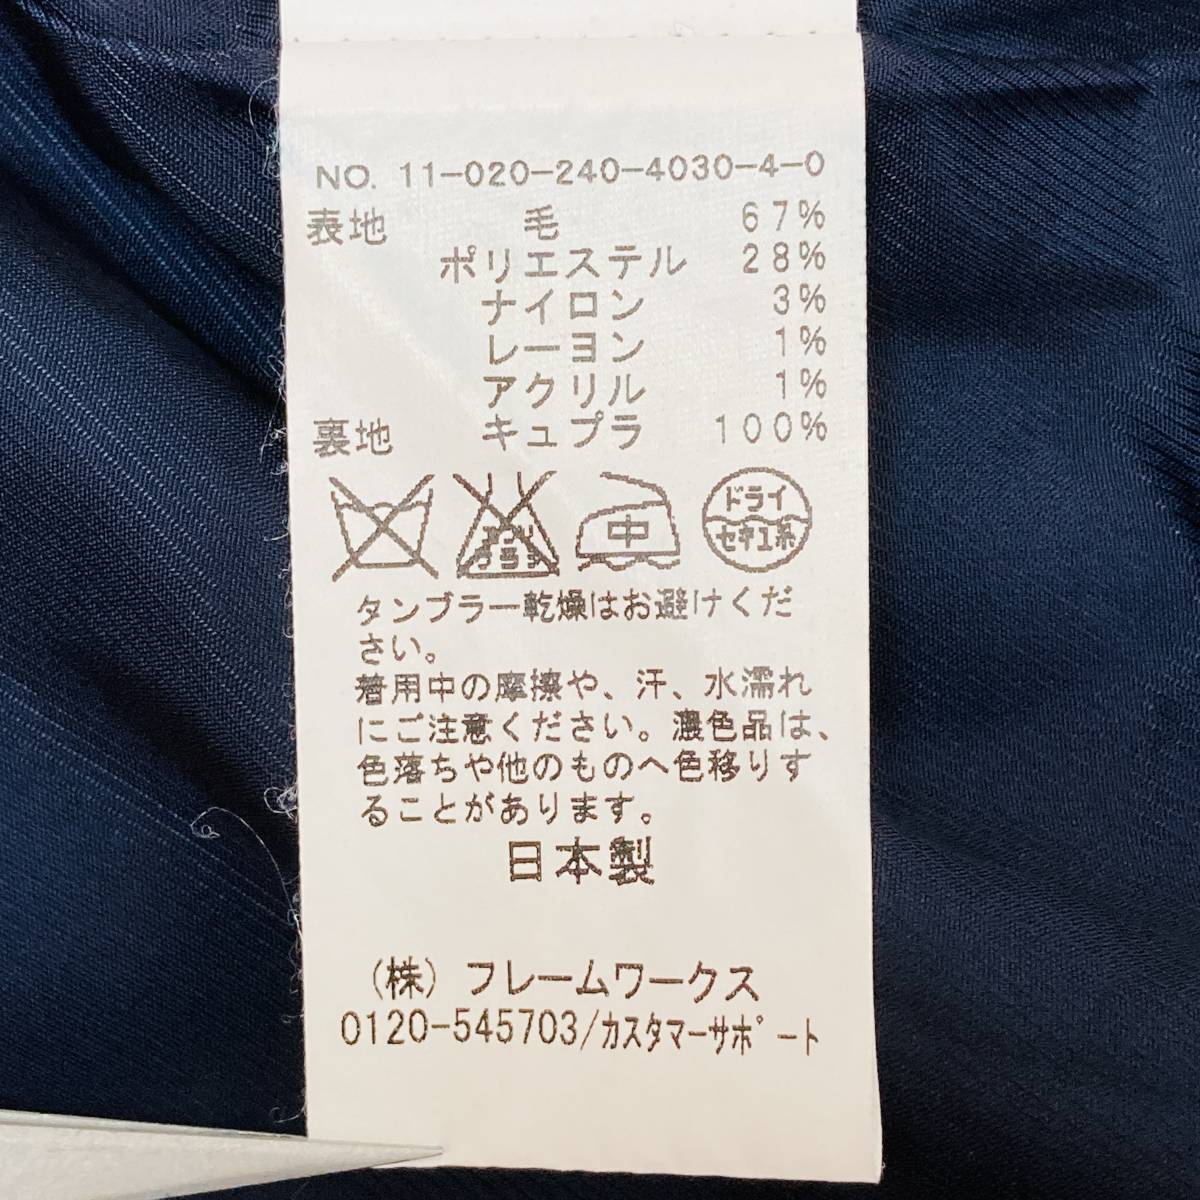 NO. 11-020-240-4030-4-0
表地 毛 67%
ポリエステル 28%
ナイロン 3%
レーヨン 1%
アクリル 1%
裏地 キュプラ 100%
エンソ サラシ 中 ドライ セキユ系
タンブラー乾燥はお避けくだ
さい。
着用中の摩擦や、汗、水濡れ
にご注意ください。濃色品は、
色落ちや他のものへ色移りす
ることがあります。
日本製
(株)フレームワークス
0120-545703/カスタマーサポート